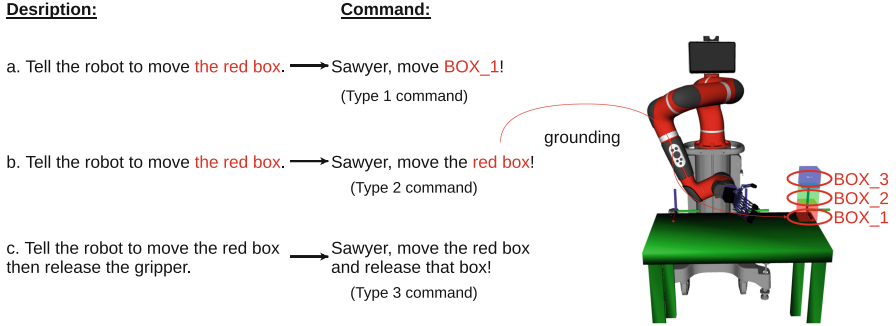 Desription:
Command:
a. Tell the robot to move the red box.
Sawyer, move BOX_1!
(Type 1 command)
grounding
b. Tell the robot to move the red box.
Sawyer, move the red box!
(Type 2 command)
BOX_3
BOX_2
BOX_1
c. Tell the robot to move the red box
then release the gripper.
Sawyer, move the red box
and release that box!
(Type 3 command)